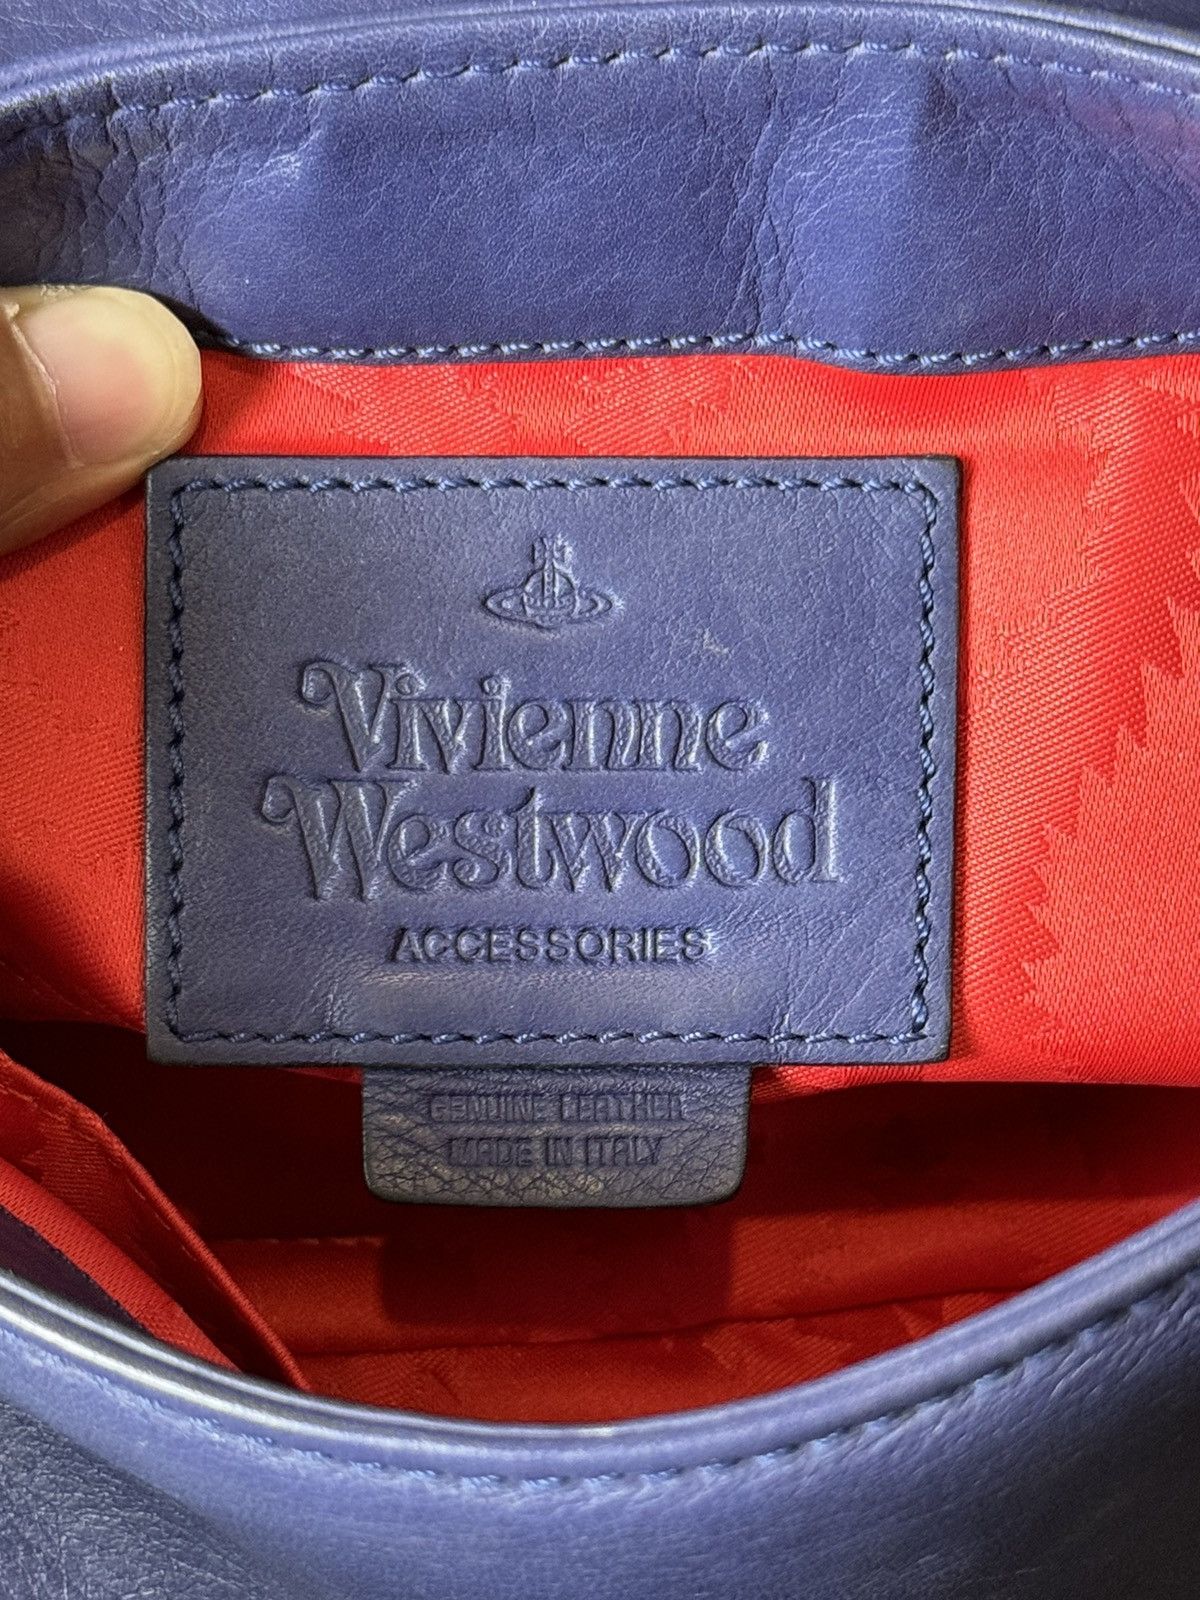 Vivienne
Westwood
ACCESSORIES
GENUINE LEATHER
MADE IN ITALY